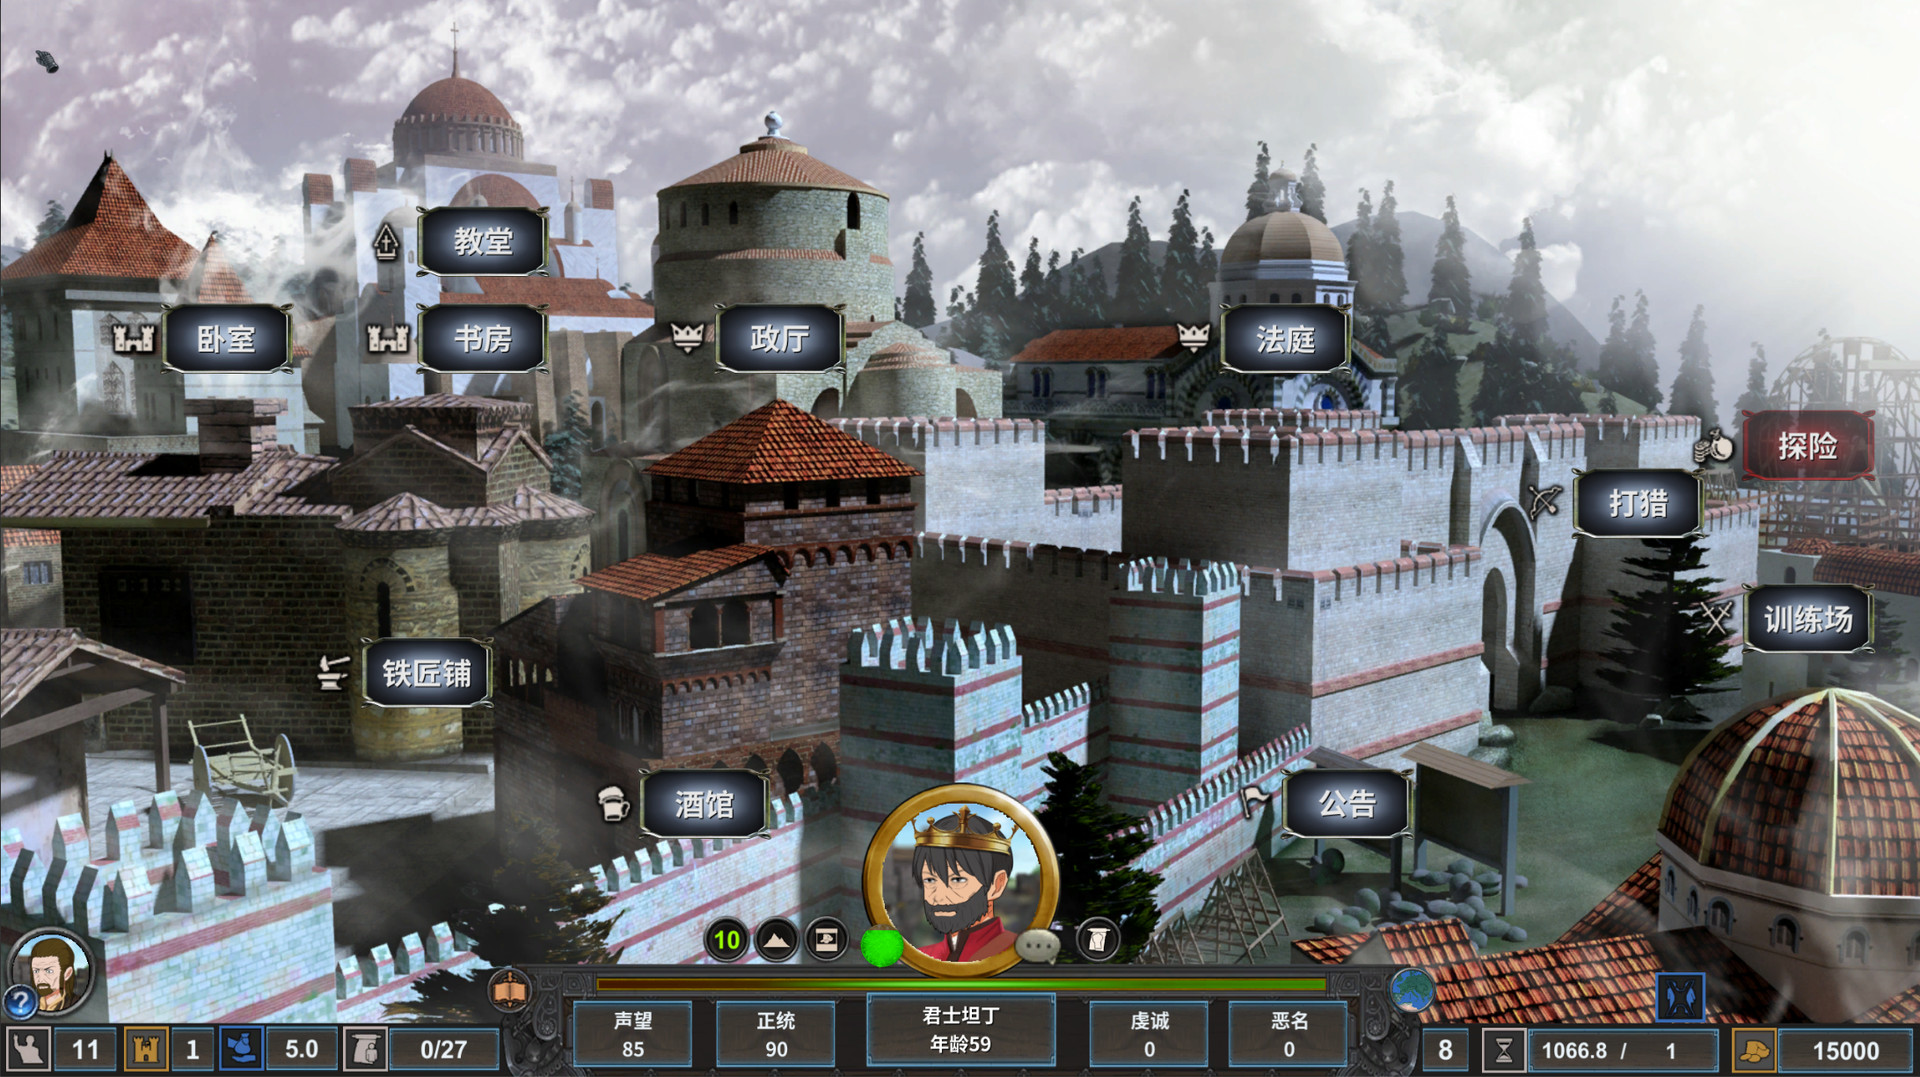 教堂
卧室
书房
政厅
法庭
探险
打猎
训练场
铁匠铺
酒馆
公告
10
?
声望
85
正统
90
君士坦丁
年龄59
虔诚
0
恶名
0
11
1
5.0
0/27
8
1066.8 / 1
15000